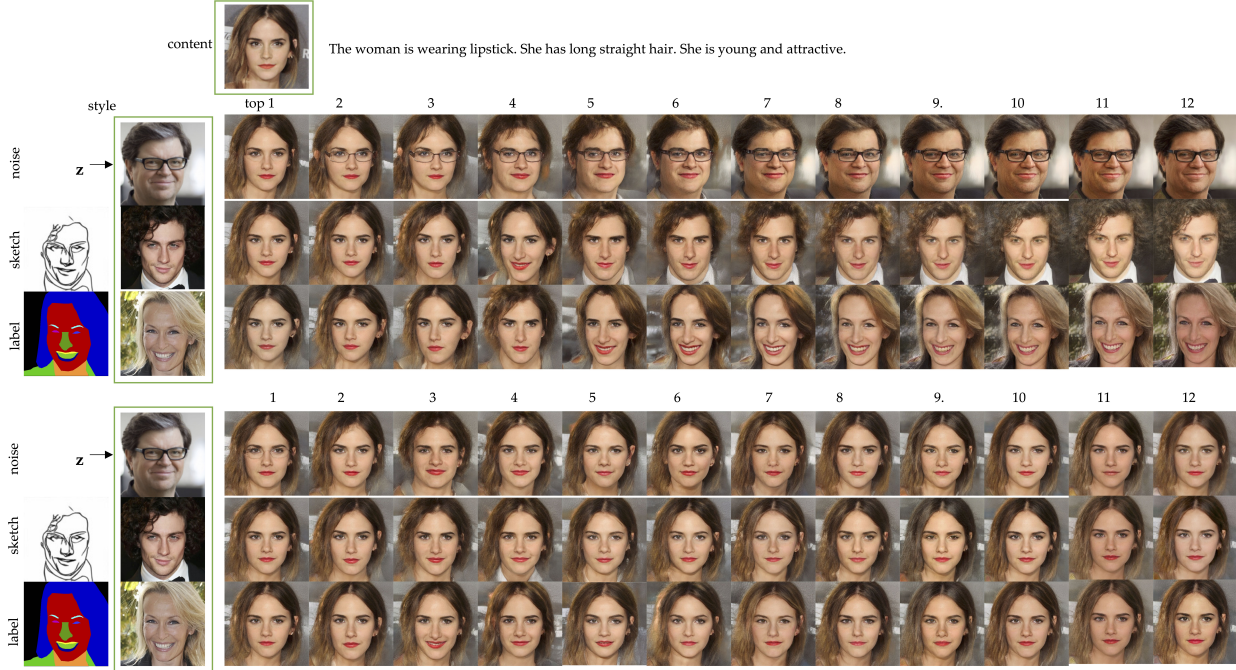 content
The woman is wearing lipstick. She has long straight hair. She is young and attractive.
style
top 1 2 3 4 5 6 7 8 9. 10 11 12
noise
z
sketch
label
1 2 3 4 5 6 7 8 9. 10 11 12
noise
z
sketch
label